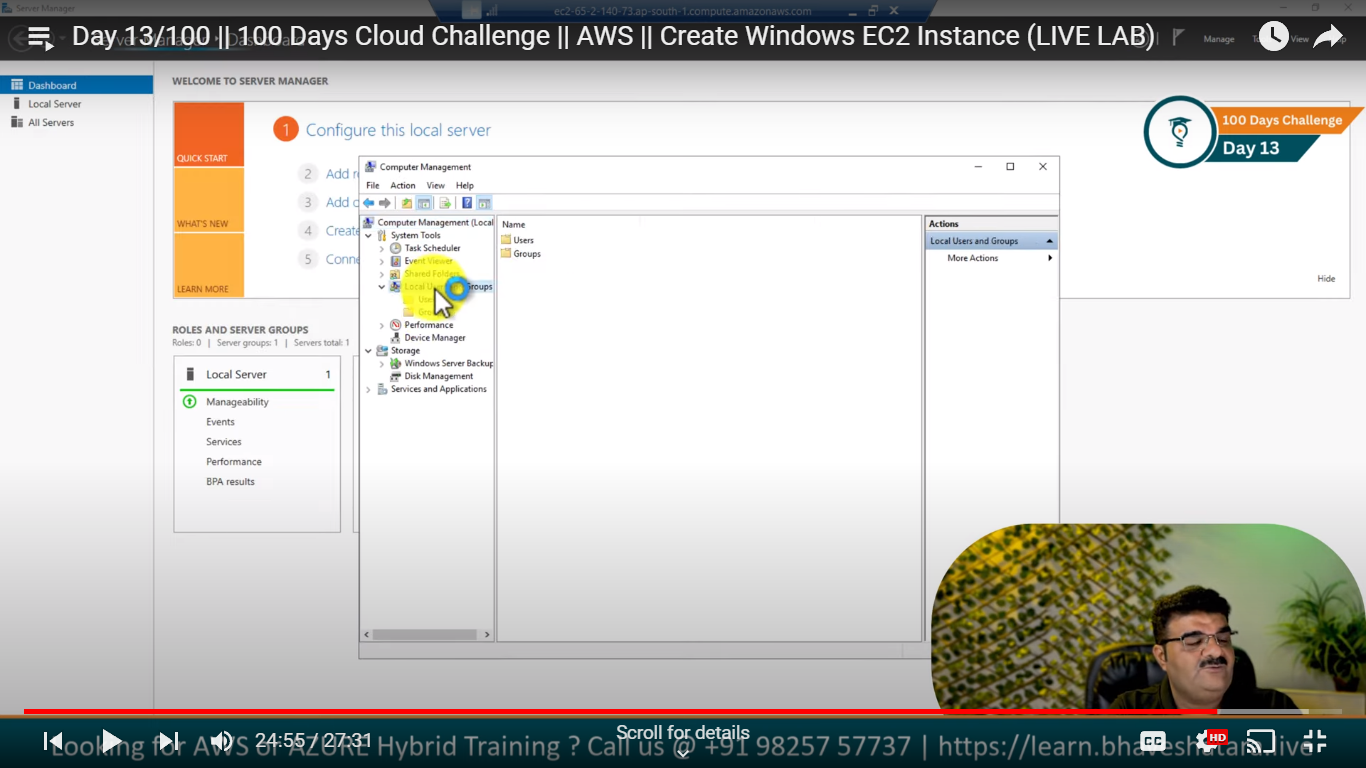 Server Manager
ec2-65-2-140-73.ap-south-1.compute.amazonaws.com
Day 13/100 || 100 Days Cloud Challenge || AWS || Create Windows EC2 Instance (LIVE LAB)
Manage
View
Dashboard
Local Server
All Servers
WELCOME TO SERVER MANAGER
QUICK START
WHAT'S NEW
LEARN MORE
1 Configure this local server
2
3
4
5
Hide
100 Days Challenge
Day 13
Computer Management
File Action View Help
Computer Management (Local
System Tools
Task Scheduler
Event Viewer
Shared Folders
Local Groups
Performance
Device Manager
Storage
Windows Server Backup
Disk Management
Services and Applications
Name
Users
Groups
Actions
Local Users and Groups
More Actions
ROLES AND SERVER GROUPS
Roles: 0 | Server groups: 1 | Servers total: 1
Local Server 1
Manageability
Events
Services
Performance
BPA results
Scroll for details
24:55 / 27:31
CC
HD
Looking for AWS or AZURE Hybrid Training ? Call us +91 98257 57737 |